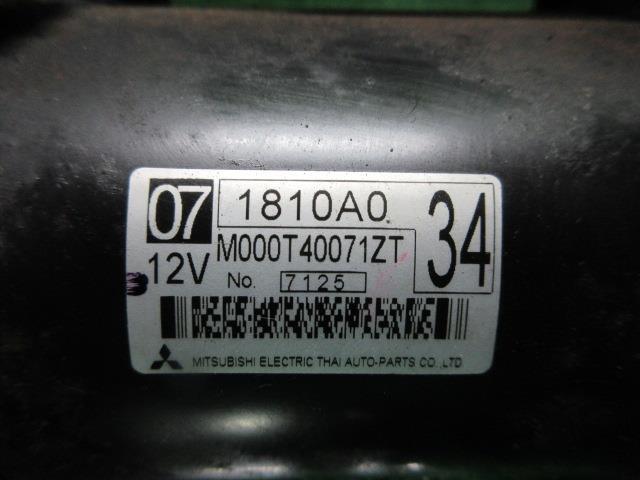 07 1810A0 34
12V M000T40071ZT
No. 7125
MITSUBISHI ELECTRIC THAI AUTO-PARTS CO.,LTD